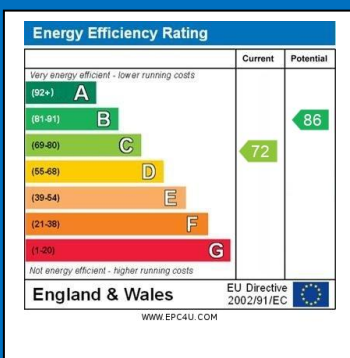 Energy Efficiency Rating
Current Potential
Very energy efficient - lower running costs
(92+) A
(81-91) B
86
(69-80) C
72
(55-68) D
(39-54) E
(21-38) F
(1-20) G
Not energy efficient - higher running costs
England & Wales
EU Directive
2002/91/EC
WWW.EPC4U.COM